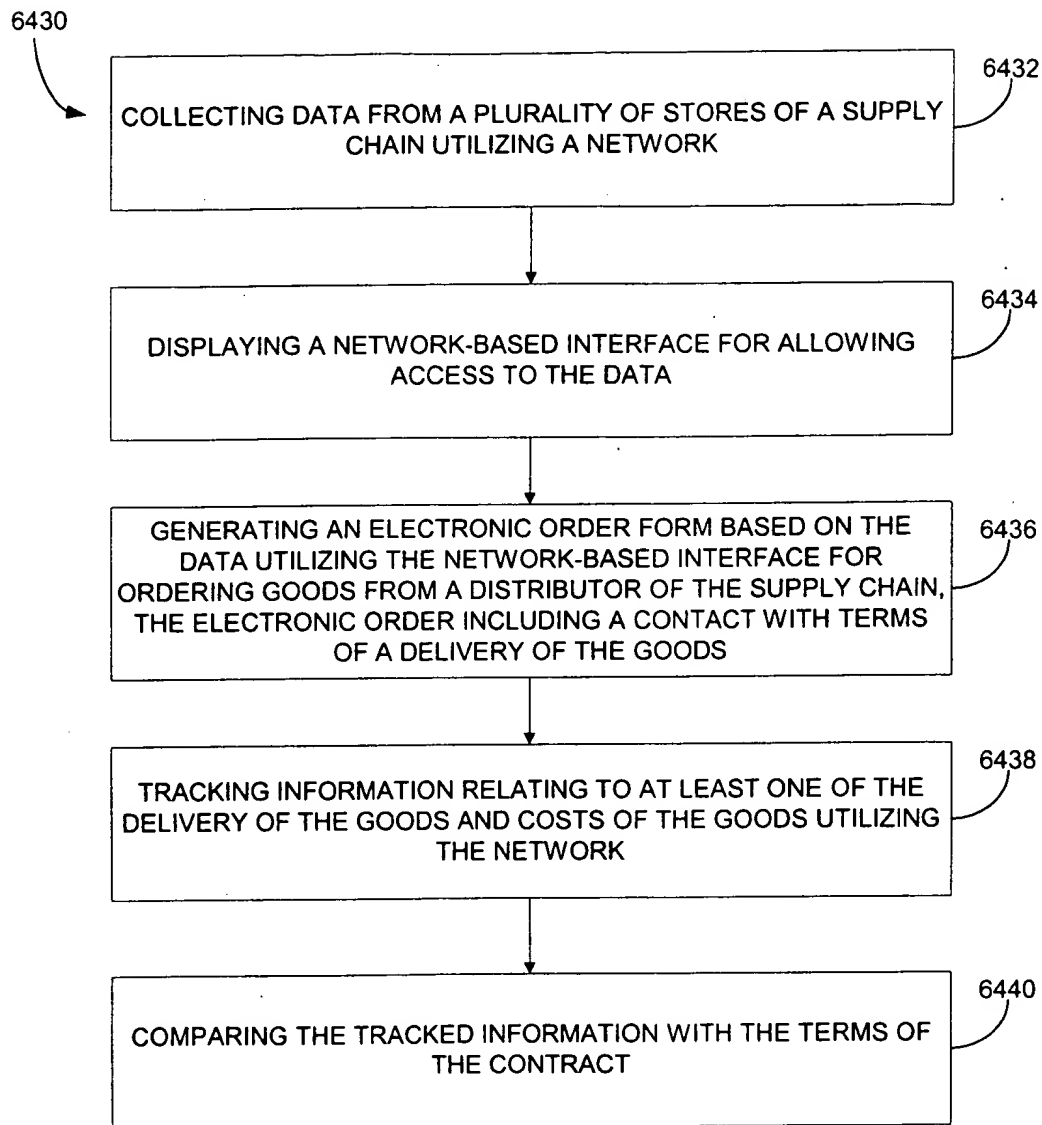 6430
6432
COLLECTING DATA FROM A PLURALITY OF STORES OF A SUPPLY
CHAIN UTILIZING A NETWORK
6434
DISPLAYING A NETWORK-BASED INTERFACE FOR ALLOWING
ACCESS TO THE DATA
6436
GENERATING AN ELECTRONIC ORDER FORM BASED ON THE
DATA UTILIZING THE NETWORK-BASED INTERFACE FOR
ORDERING GOODS FROM A DISTRIBUTOR OF THE SUPPLY CHAIN,
THE ELECTRONIC ORDER INCLUDING A CONTACT WITH TERMS
OF A DELIVERY OF THE GOODS
6438
TRACKING INFORMATION RELATING TO AT LEAST ONE OF THE
DELIVERY OF THE GOODS AND COSTS OF THE GOODS UTILIZING
THE NETWORK
6440
COMPARING THE TRACKED INFORMATION WITH THE TERMS OF
THE CONTRACT